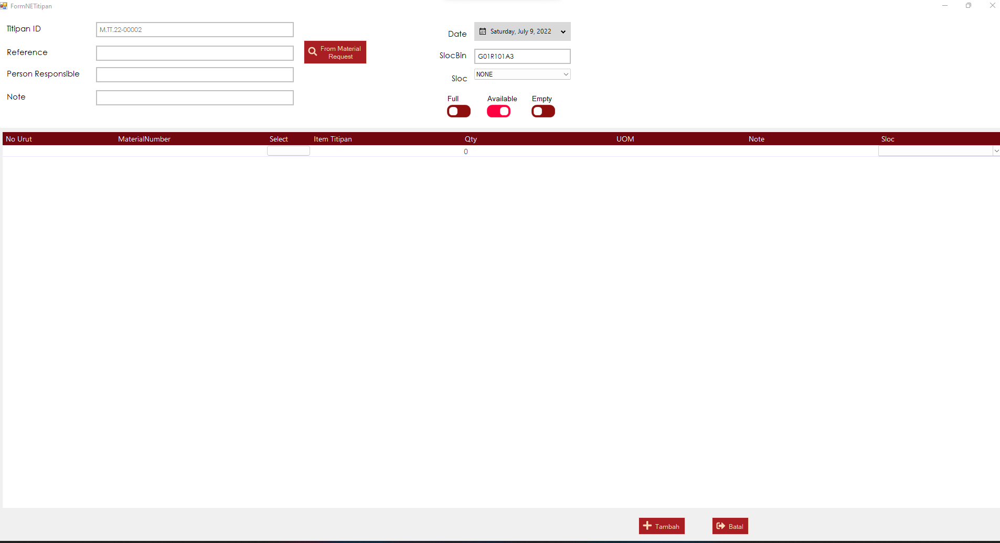 FormNETitipan
Titipan ID
M.TT.22-00002
Reference
From Material
Request
Person Responsible
Note
Date
Saturday, July 9, 2022
SlocBin
G01R101A3
Sloc
NONE
Full Available Empty
No Urut MaterialNumber Select Item Titipan Qty UOM Note Sloc
0
Tambah Batal